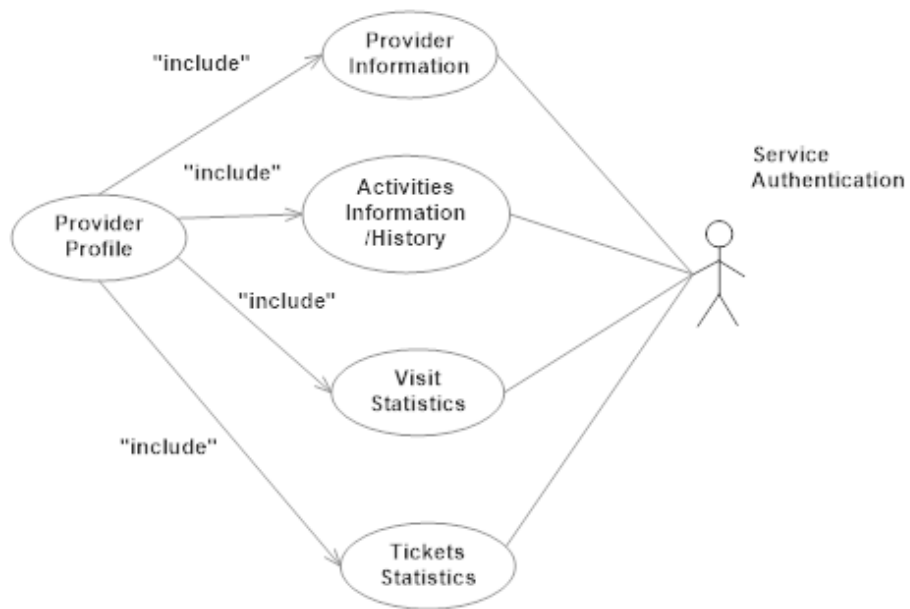 Provider
Information
"include"
"include"
Service
Authentication
Activities
Information
/History
Provider
Profile
"include"
Visit
Statistics
"include"
Tickets
Statistics